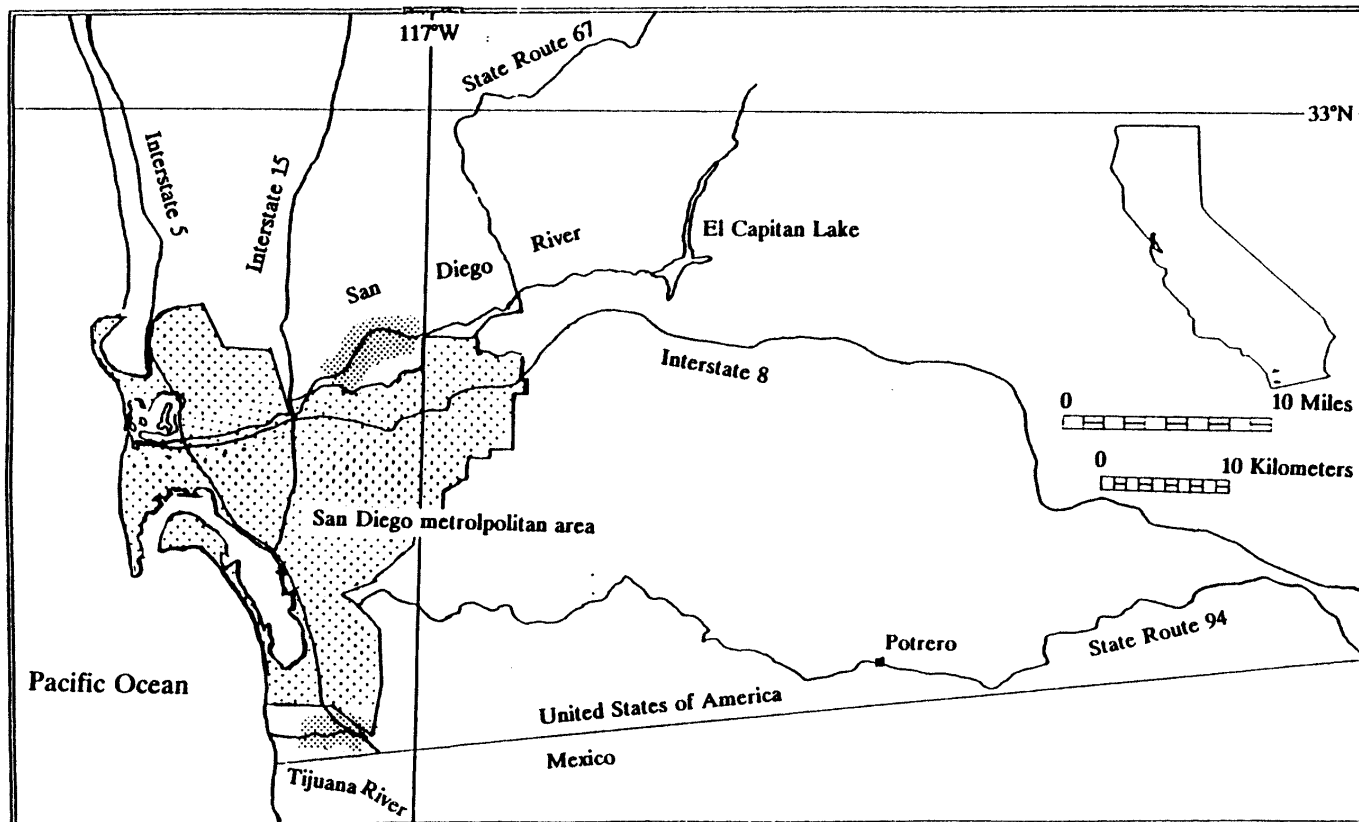 117°W
State Route 67
33°N
Interstate 5
Interstate 15
San Diego River
El Capitan Lake
Interstate 8
0 10 Miles
0 10 Kilometers
San Diego metrolpolitan area
Potrero
State Route 94
Pacific Ocean
United States of America
Mexico
Tijuana River